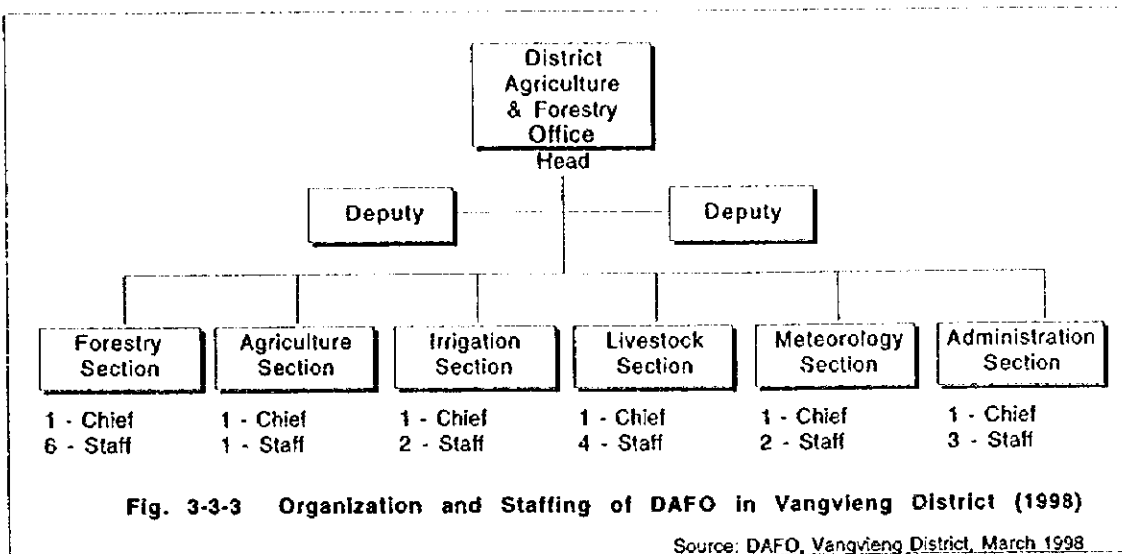 District
Agriculture
& Forestry
Office
Head
Deputy
Deputy
Forestry
Section
Agriculture
Section
Irrigation
Section
Livestock
Section
Meteorology
Section
Administration
Section
1 - Chief
6 - Staff
1 - Chief
1 - Staff
1 - Chief
2 - Staff
1 - Chief
4 - Staff
1 - Chief
2 - Staff
1 - Chief
3 - Staff
Fig. 3-3-3 Organization and Staffing of DAFO in Vangvieng District (1998)
Source: DAFO, Vangvieng District, March 1998